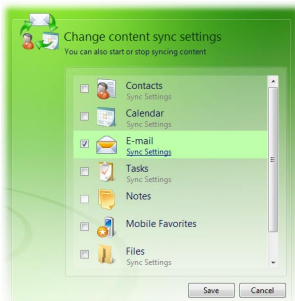 Change content sync settings
You can also start or stop syncing content
Contacts
Sync Settings
Calendar
Sync Settings
E-mail
Sync Settings
Tasks
Sync Settings
Notes
Mobile Favorites
Files
Sync Settings
Save
Cancel